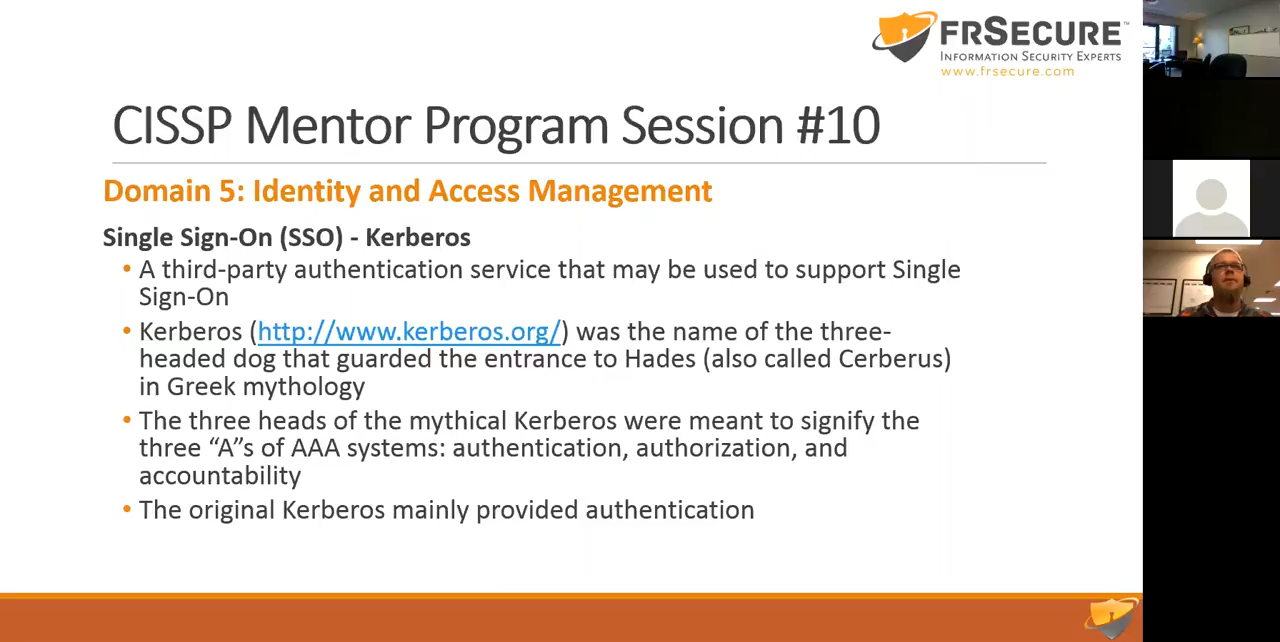 FRSECURE™
INFORMATION SECURITY EXPERTS
www.frsecure.com
CISSP Mentor Program Session #10
Domain 5: Identity and Access Management
Single Sign-On (SSO) - Kerberos
• A third-party authentication service that may be used to support Single
Sign-On
• Kerberos (http://www.kerberos.org/) was the name of the three-
headed dog that guarded the entrance to Hades (also called Cerberus)
in Greek mythology
• The three heads of the mythical Kerberos were meant to signify the
three “A”s of AAA systems: authentication, authorization, and
accountability
• The original Kerberos mainly provided authentication